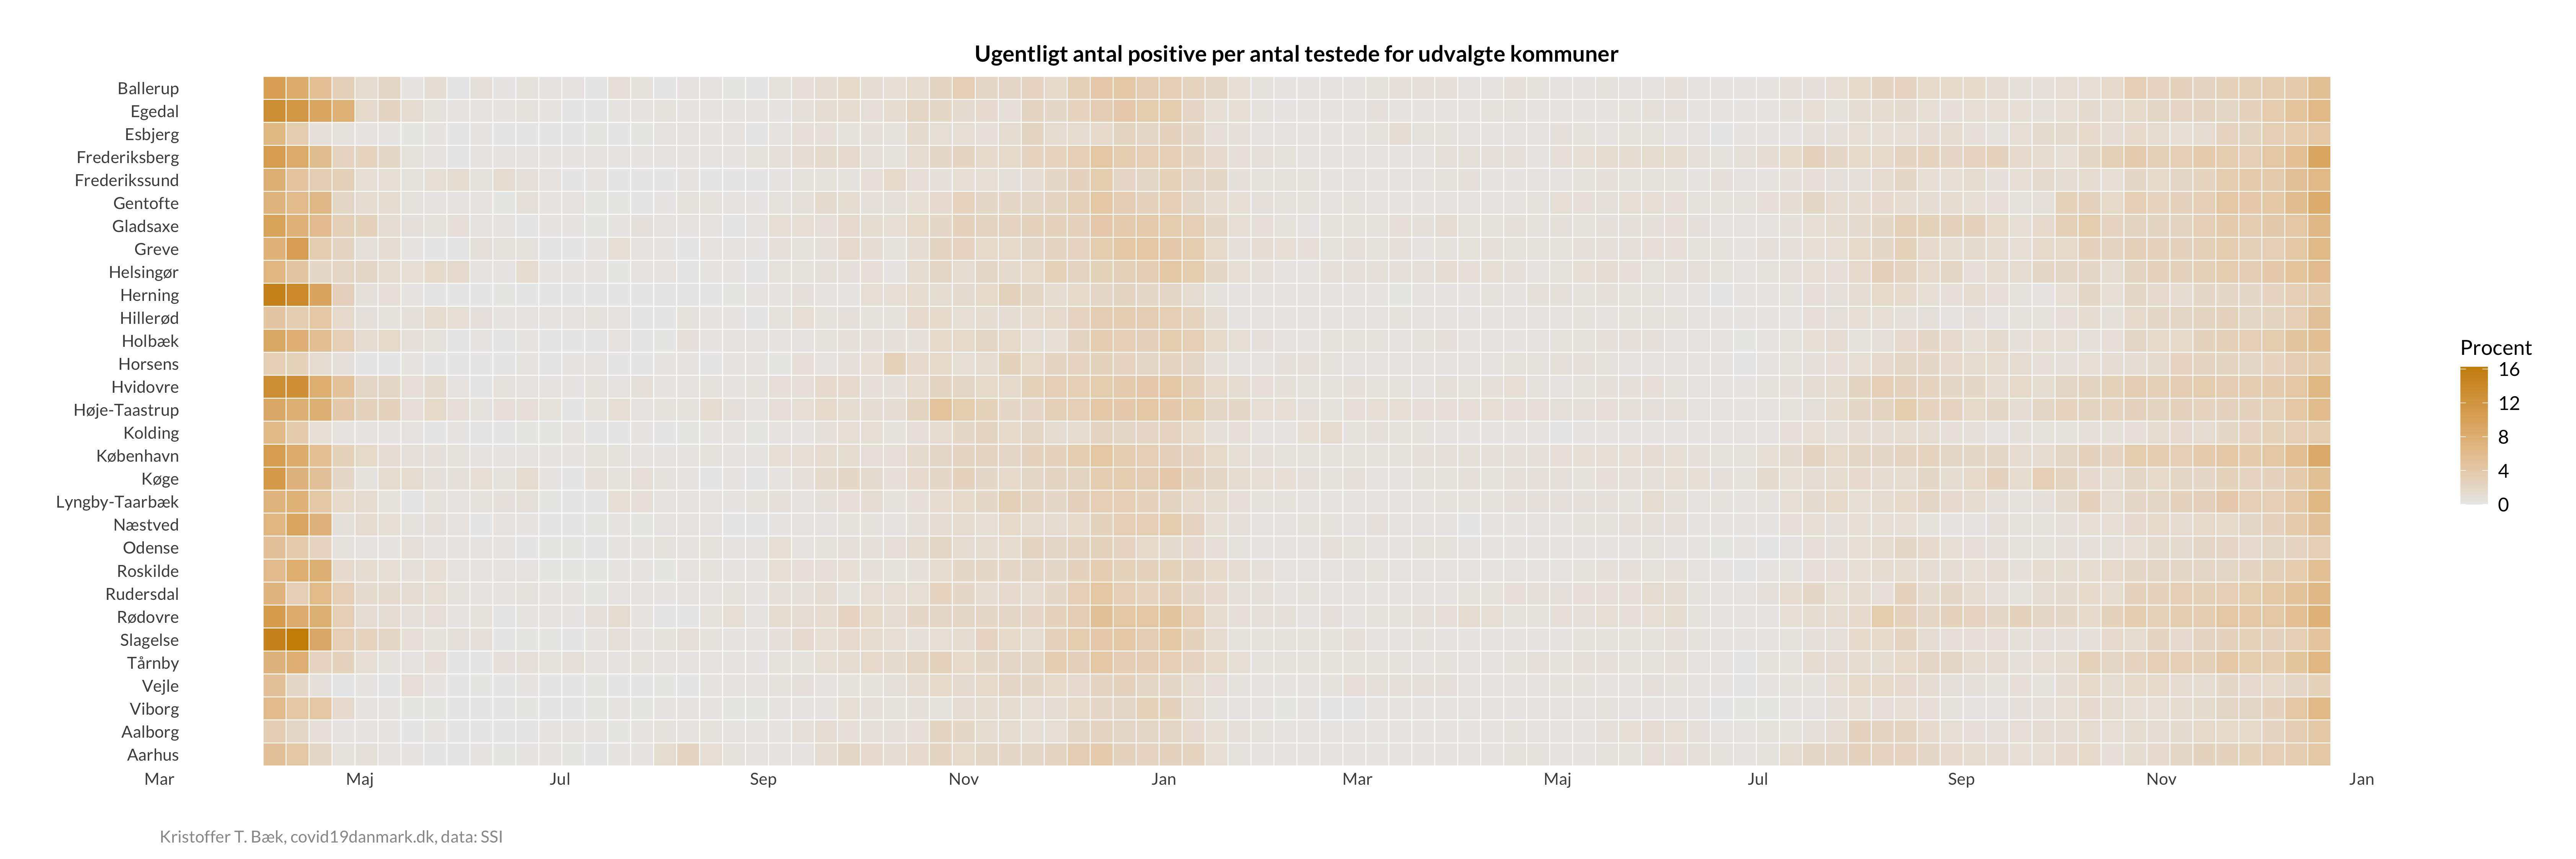 Ugentligt antal positive per antal testede for udvalgte kommuner
Ballerup
Egedal
Esbjerg
Frederiksberg
Frederikssund
Gentofte
Gladsaxe
Greve
Helsingør
Herning
Hillerød
Holbæk
Horsens
Hvidovre
Høje-Taastrup
Kolding
København
Køge
Lyngby-Taarbæk
Næstved
Odense
Roskilde
Rudersdal
Rødovre
Slagelse
Tårnby
Vejle
Viborg
Aalborg
Aarhus
Mar Maj Jul Sep Nov Jan Mar Maj Jul Sep Nov Jan
Procent
16
12
8
4
0
Kristoffer T. Bæk, covid19danmark.dk, data: SSI